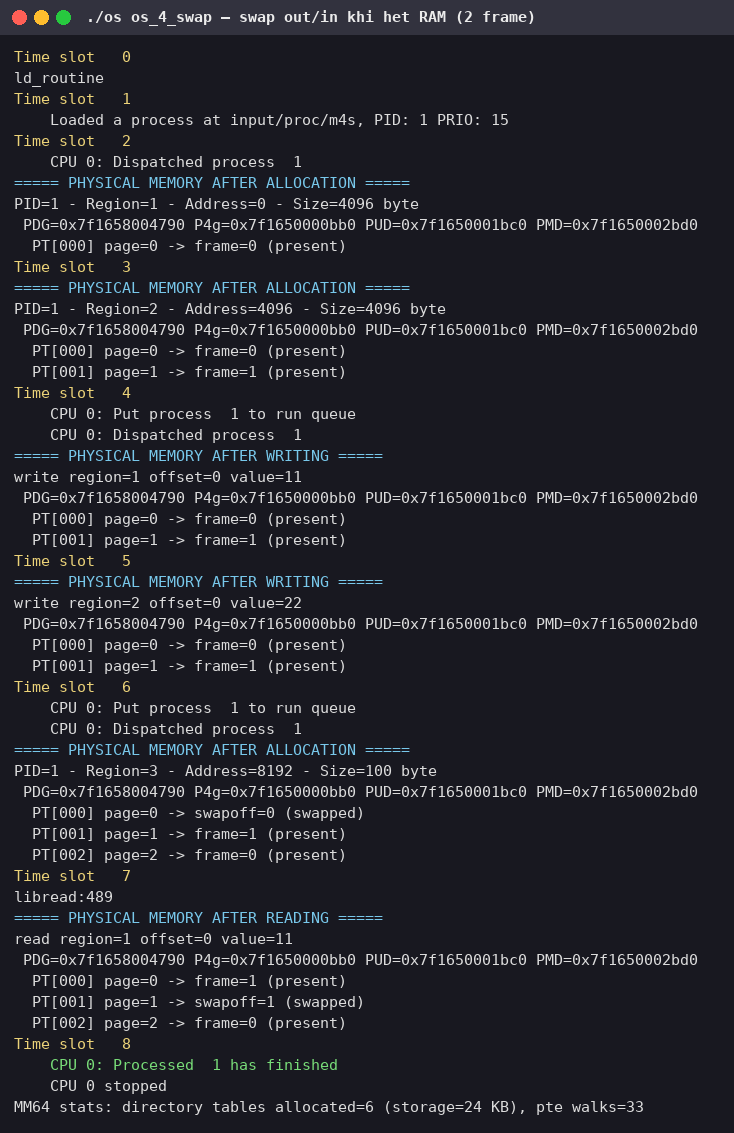 ./os os_4_swap — swap out/in khi het RAM (2 frame)
Time slot   0
ld_routine
Time slot   1
    Loaded a process at input/proc/m4s, PID: 1 PRIO: 15
Time slot   2
    CPU 0: Dispatched process  1
===== PHYSICAL MEMORY AFTER ALLOCATION =====
PID=1 - Region=1 - Address=0 - Size=4096 byte
 PDG=0x7f1658004790 P4g=0x7f1650000bb0 PUD=0x7f1650001bc0 PMD=0x7f1650002bd0
  PT[000] page=0 -> frame=0 (present)
Time slot   3
===== PHYSICAL MEMORY AFTER ALLOCATION =====
PID=1 - Region=2 - Address=4096 - Size=4096 byte
 PDG=0x7f1658004790 P4g=0x7f1650000bb0 PUD=0x7f1650001bc0 PMD=0x7f1650002bd0
  PT[000] page=0 -> frame=0 (present)
  PT[001] page=1 -> frame=1 (present)
Time slot   4
    CPU 0: Put process  1 to run queue
    CPU 0: Dispatched process  1
===== PHYSICAL MEMORY AFTER WRITING =====
write region=1 offset=0 value=11
 PDG=0x7f1658004790 P4g=0x7f1650000bb0 PUD=0x7f1650001bc0 PMD=0x7f1650002bd0
  PT[000] page=0 -> frame=0 (present)
  PT[001] page=1 -> frame=1 (present)
Time slot   5
===== PHYSICAL MEMORY AFTER WRITING =====
write region=2 offset=0 value=22
 PDG=0x7f1658004790 P4g=0x7f1650000bb0 PUD=0x7f1650001bc0 PMD=0x7f1650002bd0
  PT[000] page=0 -> frame=0 (present)
  PT[001] page=1 -> frame=1 (present)
Time slot   6
    CPU 0: Put process  1 to run queue
    CPU 0: Dispatched process  1
===== PHYSICAL MEMORY AFTER ALLOCATION =====
PID=1 - Region=3 - Address=8192 - Size=100 byte
 PDG=0x7f1658004790 P4g=0x7f1650000bb0 PUD=0x7f1650001bc0 PMD=0x7f1650002bd0
  PT[000] page=0 -> swapoff=0 (swapped)
  PT[001] page=1 -> frame=1 (present)
  PT[002] page=2 -> frame=0 (present)
Time slot   7
libread:489
===== PHYSICAL MEMORY AFTER READING =====
read region=1 offset=0 value=11
 PDG=0x7f1658004790 P4g=0x7f1650000bb0 PUD=0x7f1650001bc0 PMD=0x7f1650002bd0
  PT[000] page=0 -> frame=1 (present)
  PT[001] page=1 -> swapoff=1 (swapped)
  PT[002] page=2 -> frame=0 (present)
Time slot   8
    CPU 0: Processed  1 has finished
    CPU 0 stopped
MM64 stats: directory tables allocated=6 (storage=24 KB), pte walks=33